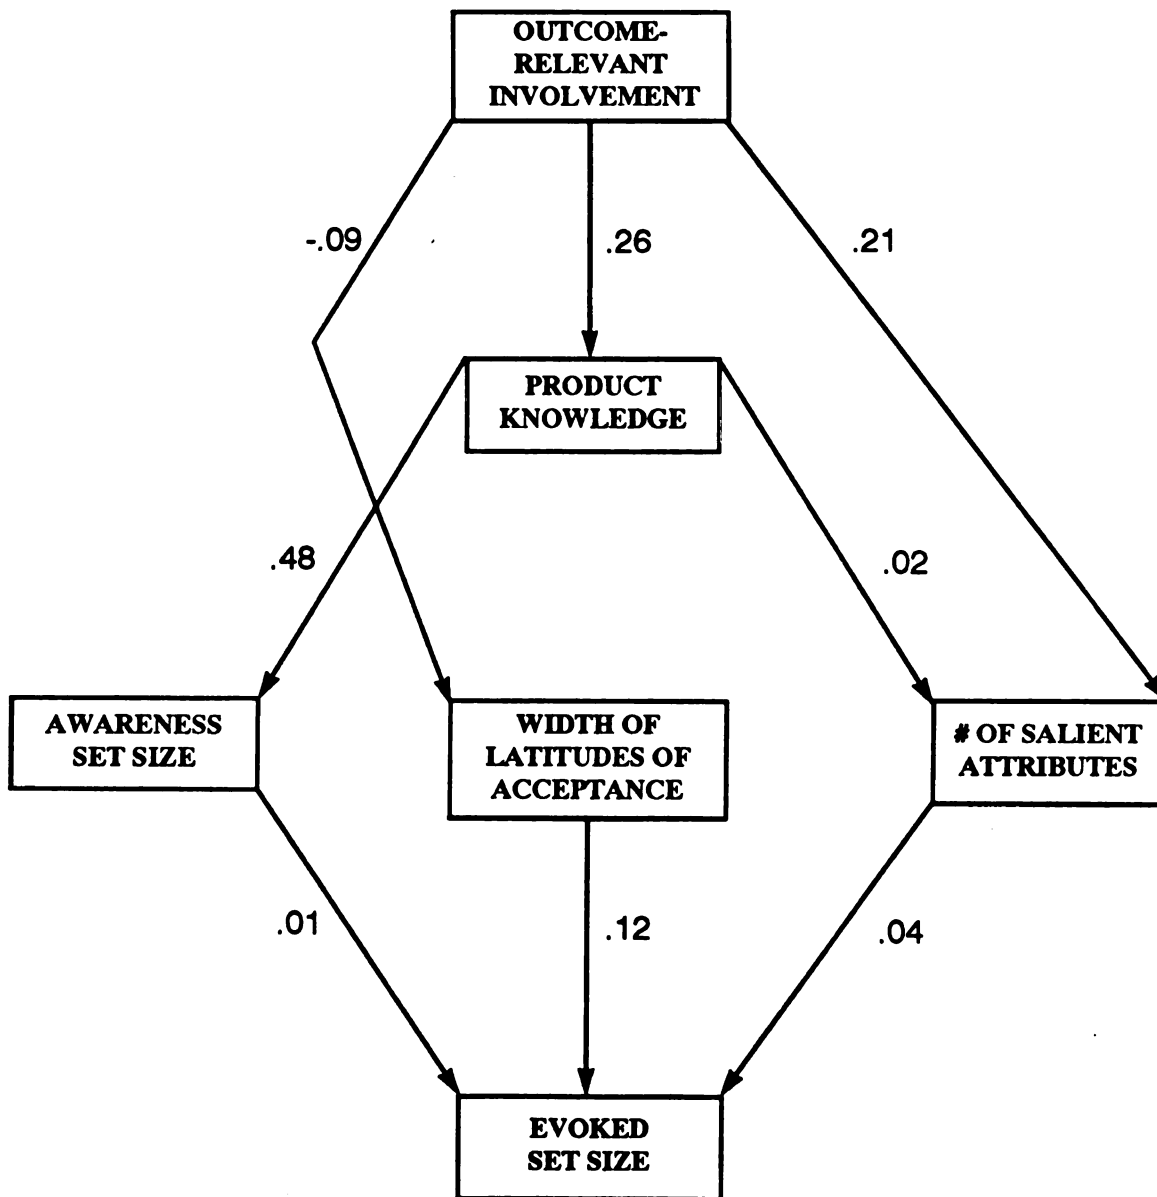 OUTCOME-
RELEVANT
INVOLVEMENT
-.09
.26
.21
PRODUCT
KNOWLEDGE
.48
.02
AWARENESS
SET SIZE
WIDTH OF
LATITUDES OF
ACCEPTANCE
# OF SALIENT
ATTRIBUTES
.01
.12
.04
EVOKED
SET SIZE